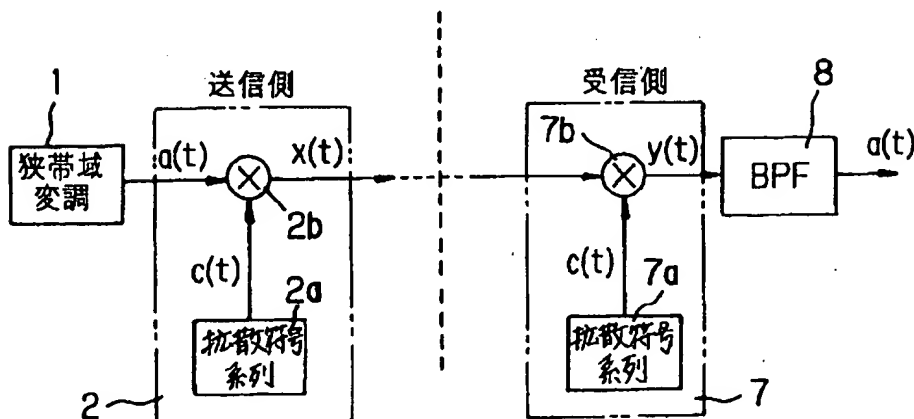 1
送信側
受信側
8
7b
狭帯域
変調
a(t)
x(t)
y(t)
BPF
a(t)
2b
c(t)
2a
c(t)
7a
拡散符号
系列
拡散符号
系列
2
7